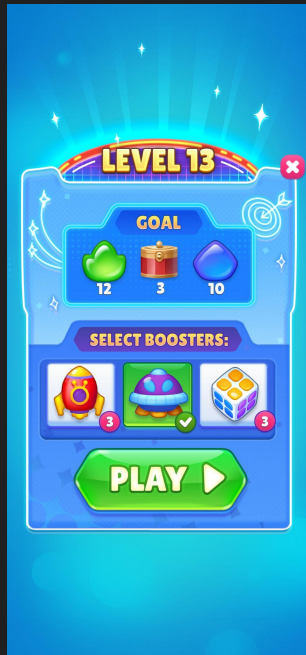 LEVEL 13
GOAL
12 3 10
SELECT BOOSTERS:
3 3
PLAY